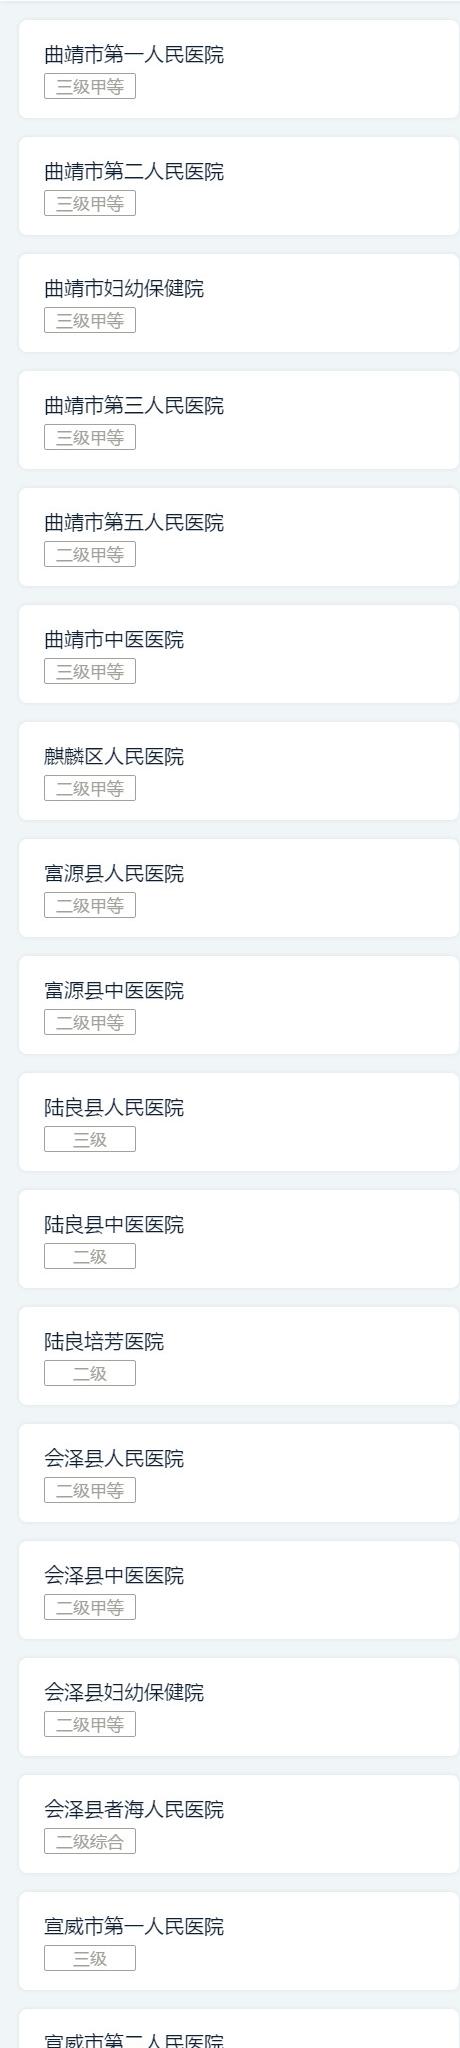 曲靖市第一人民医院
三级甲等
曲靖市第二人民医院
三级甲等
曲靖市妇幼保健院
三级甲等
曲靖市第三人民医院
三级甲等
曲靖市第五人民医院
二级甲等
曲靖市中医医院
三级甲等
麒麟区人民医院
二级甲等
富源县人民医院
二级甲等
富源县中医医院
二级甲等
陆良县人民医院
三级
陆良县中医医院
二级
陆良培芳医院
二级
会泽县人民医院
二级甲等
会泽县中医医院
二级甲等
会泽县妇幼保健院
二级甲等
会泽县者海人民医院
二级综合
宣威市第一人民医院
三级
宣威市第二人民医院